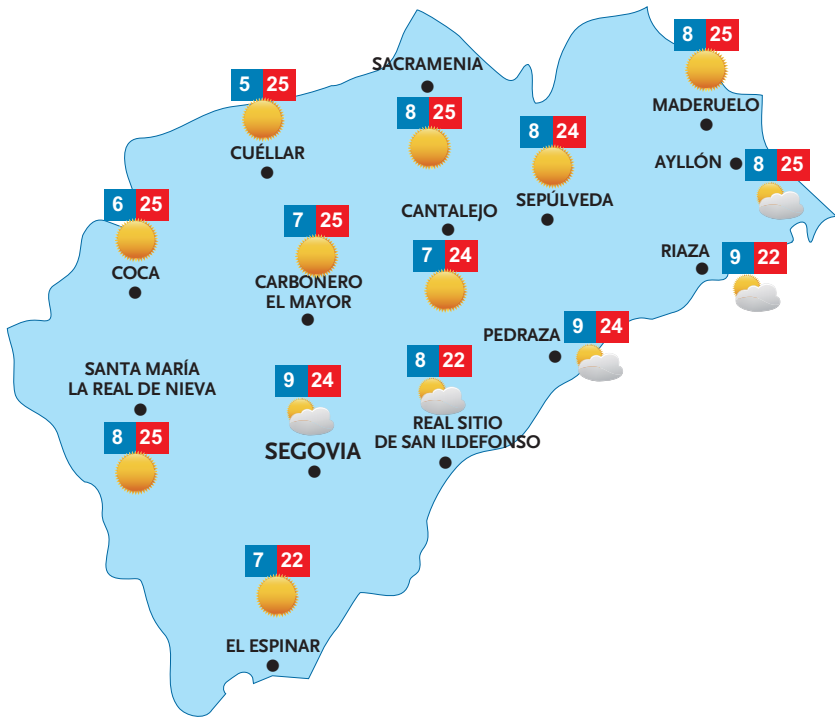 8 25
MADERUELO
SACRAMENIA
8 25
5 25
CUÉLLAR
8 24
SEPÚLVEDA
AYLLÓN
8 25
6 25
COCA
7 25
CARBONERO
EL MAYOR
CANTALEJO
7 24
RIAZA
9 22
PEDRAZA
9 24
SANTA MARÍA
LA REAL DE NIEVA
8 25
9 24
SEGOVIA
8 22
REAL SITIO
DE SAN ILDEFONSO
7 22
EL ESPINAR